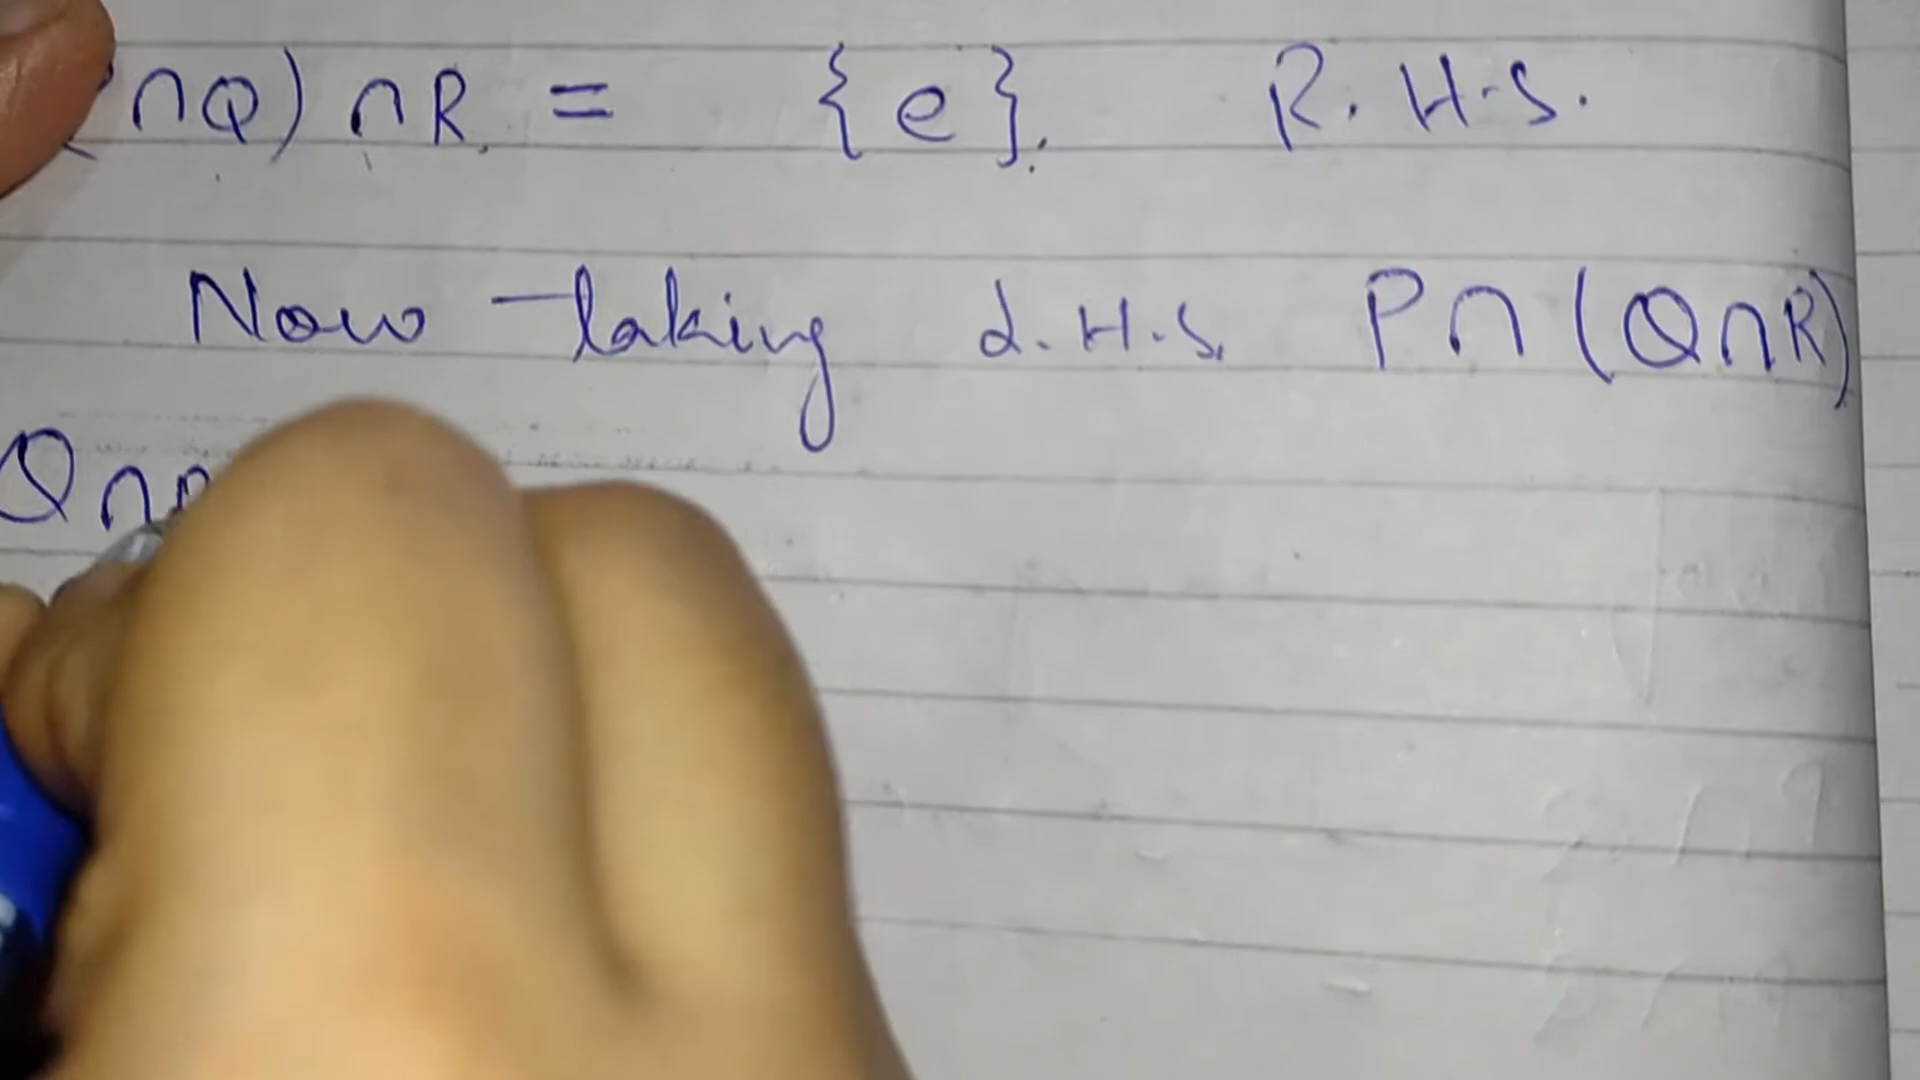 ∩Q) ∩ R = {e}. R.H.S.
Now taking L.H.S. P∩(Q∩R)
Q∩R